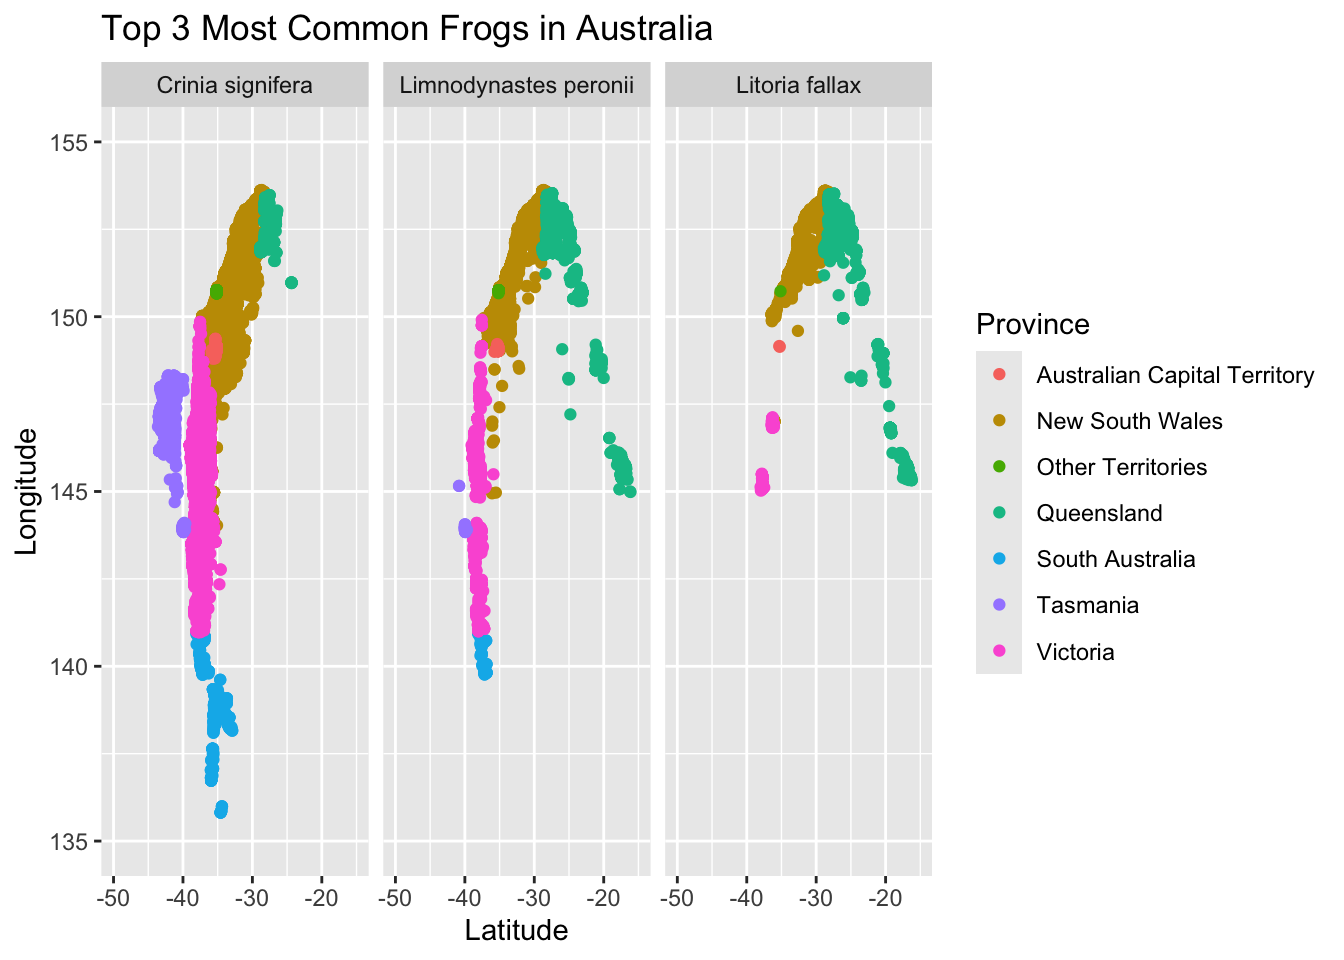 Top 3 Most Common Frogs in Australia
Crinia signifera
Limnodynastes peronii
Litoria fallax
155
150
145
140
135
Longitude
-50 -40 -30 -20
-50 -40 -30 -20
-50 -40 -30 -20
Latitude
Province
Australian Capital Territory
New South Wales
Other Territories
Queensland
South Australia
Tasmania
Victoria